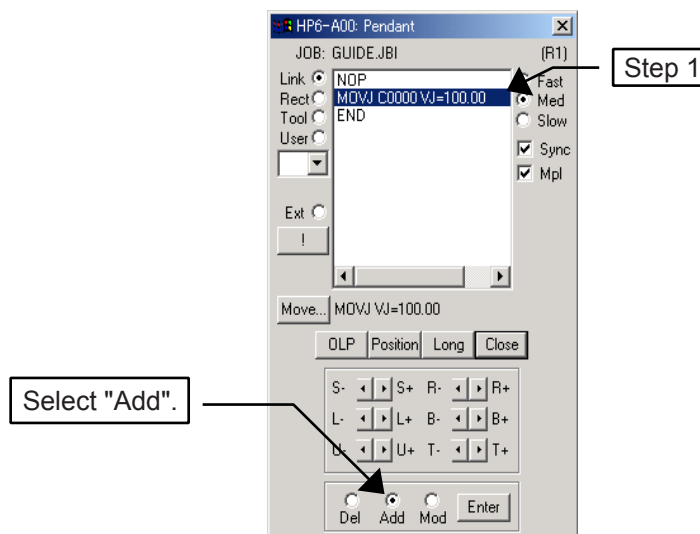 HP6-A00: Pendant
JOB: GUIDE.JBI (R1)
Step 1
Link NOP Fast
Rect MOVJ C0000 VJ=100.00 Med
Tool END Slow
User
Sync
Mpl
Ext
!
Move... MOVJ VJ=100.00
OLP Position Long Close
Select "Add".
S- S+ R- R+
L- L+ B- B+
U- U+ T- T+
Del Add Mod Enter